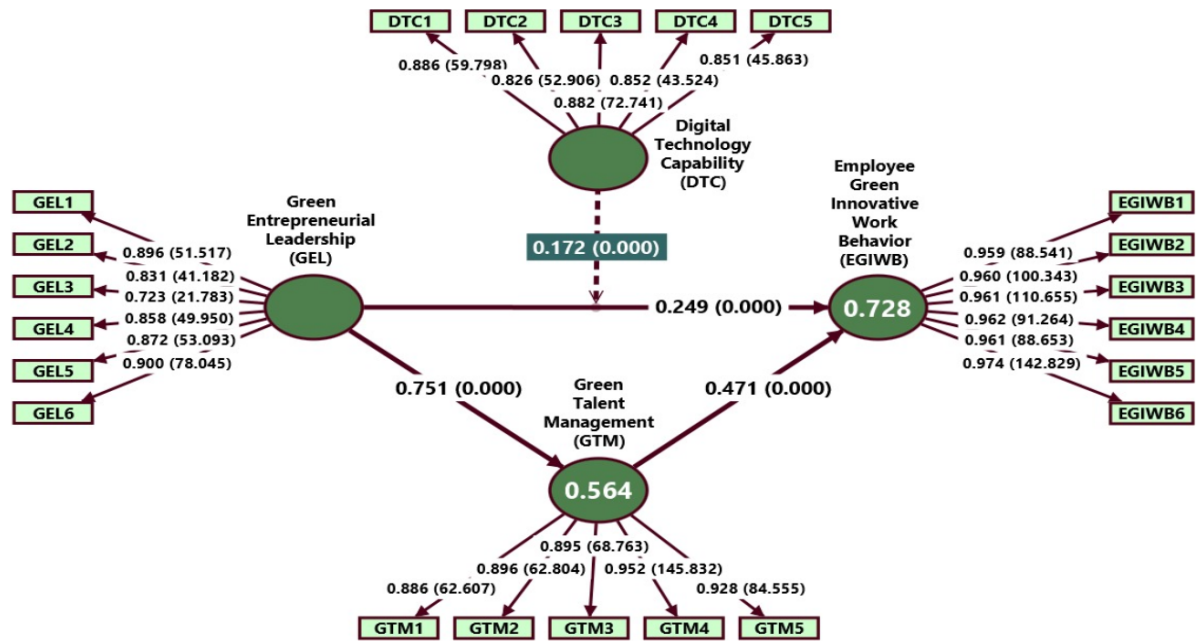 DTC1 DTC2 DTC3 DTC4 DTC5
0.886 (59.798)
0.826 (52.906)
0.882 (72.741)
0.852 (43.524)
0.851 (45.863)
Digital
Technology
Capability
(DTC)
0.172 (0.000)
GEL1
GEL2
GEL3
GEL4
GEL5
GEL6
0.896 (51.517)
0.831 (41.182)
0.723 (21.783)
0.858 (49.950)
0.872 (53.093)
0.900 (78.045)
Green
Entrepreneurial
Leadership
(GEL)
0.249 (0.000)
0.751 (0.000)
0.471 (0.000)
Employee
Green
Innovative
Work
Behavior
(EGIWB)
0.728
0.959 (88.541)
0.960 (100.343)
0.961 (110.655)
0.962 (91.264)
0.961 (88.653)
0.974 (142.829)
EGIWB1
EGIWB2
EGIWB3
EGIWB4
EGIWB5
EGIWB6
Green
Talent
Management
(GTM)
0.564
0.886 (62.607)
0.896 (62.804)
0.895 (68.763)
0.952 (145.832)
0.928 (84.555)
GTM1 GTM2 GTM3 GTM4 GTM5